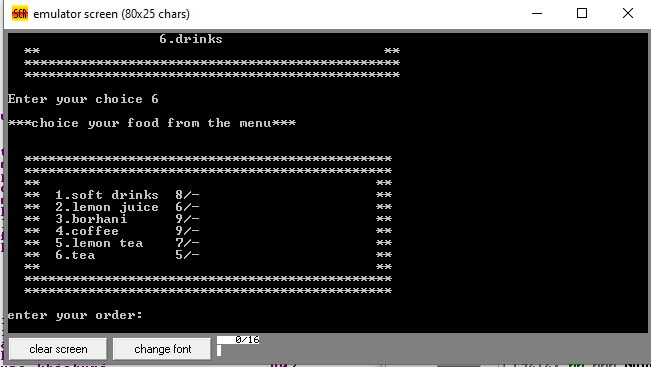 emulator screen (80x25 chars)
6.drinks
** **
************************************************
************************************************
Enter your choice 6
***choice your food from the menu***
***********************************************
***********************************************
** **
** 1.soft drinks 8/- **
** 2.lemon juice 6/- **
** 3.borhani 9/- **
** 4.coffee 9/- **
** 5.lemon tea 7/- **
** 6.tea 5/- **
** **
***********************************************
***********************************************
enter your order:
clear screen change font 0/16